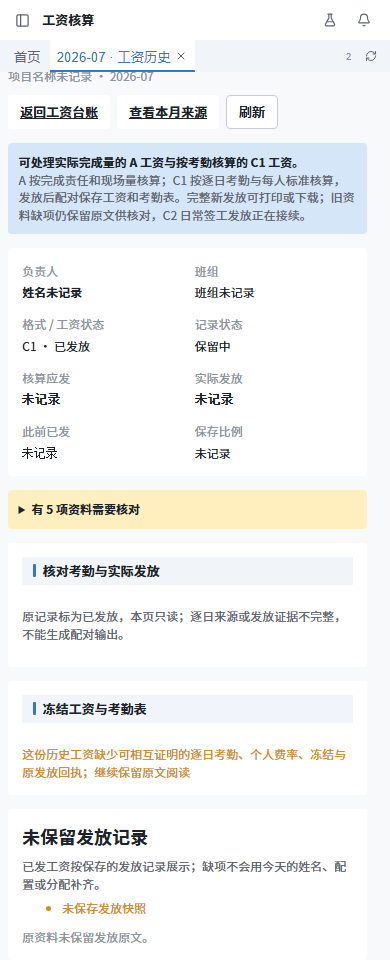 工资核算
首页
2026-07 · 工资历史 ×
2
项目名称未记录 • 2026-07
返回工资台账
查看本月来源
刷新
可处理实际完成量的 A 工资与按考勤核算的 C1 工资。
A 按完成责任和现场量核算；C1 按逐日考勤与每人标准核算，
发放后配对保存工资和考勤表。完整新发放可打印或下载；旧资
料缺项仍保留原文供核对，C2 日常签工发放正在接续。
负责人
班组
姓名未记录
班组未记录
格式 / 工资状态
记录状态
C1 • 已发放
保留中
核算应发
实际发放
未记录
未记录
此前已发
保存比例
未记录
未记录
▶ 有 5 项资料需要核对
核对考勤与实际发放
原记录标为已发放，本页只读；逐日来源或发放证据不完整，
不能生成配对输出。
冻结工资与考勤表
这份历史工资缺少可相互证明的逐日考勤、个人费率、冻结与
原发放回执；继续保留原文阅读
未保留发放记录
已发工资按保存的发放记录展示；缺项不会用今天的姓名、配
置或分配补齐。
• 未保存发放快照
原资料未保留发放原文。